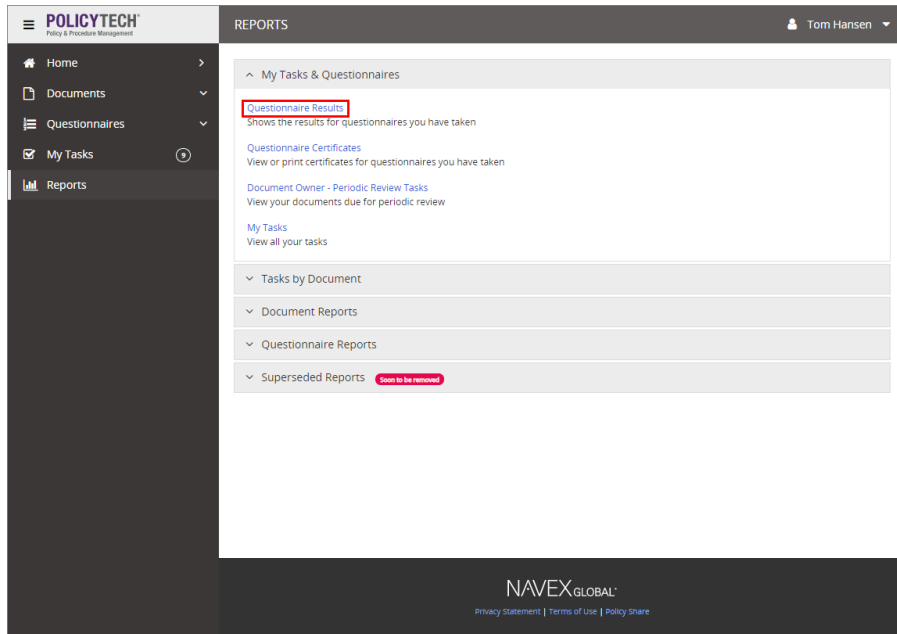 POLICYTECH®
Policy & Procedure Management
REPORTS
Tom Hansen
Home
Documents
Questionnaires
My Tasks
9
Reports
My Tasks & Questionnaires
Questionnaire Results
Shows the results for questionnaires you have taken
Questionnaire Certificates
View or print certificates for questionnaires you have taken
Document Owner - Periodic Review Tasks
View your documents due for periodic review
My Tasks
View all your tasks
Tasks by Document
Document Reports
Questionnaire Reports
Superseded Reports Soon to be removed
NAVEX GLOBAL
Privacy Statement | Terms of Use | Policy Share